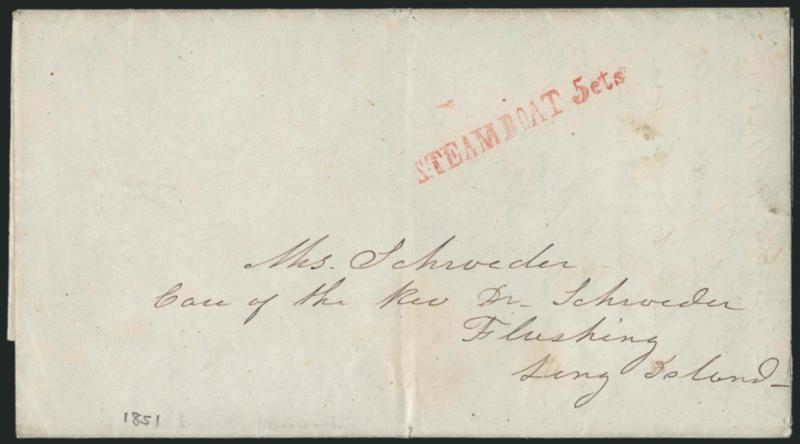 STEAMBOAT 5cts
Mrs. Schroeder
Care of the Rev Dr. Schroeder
Flushing
Long Island
1851